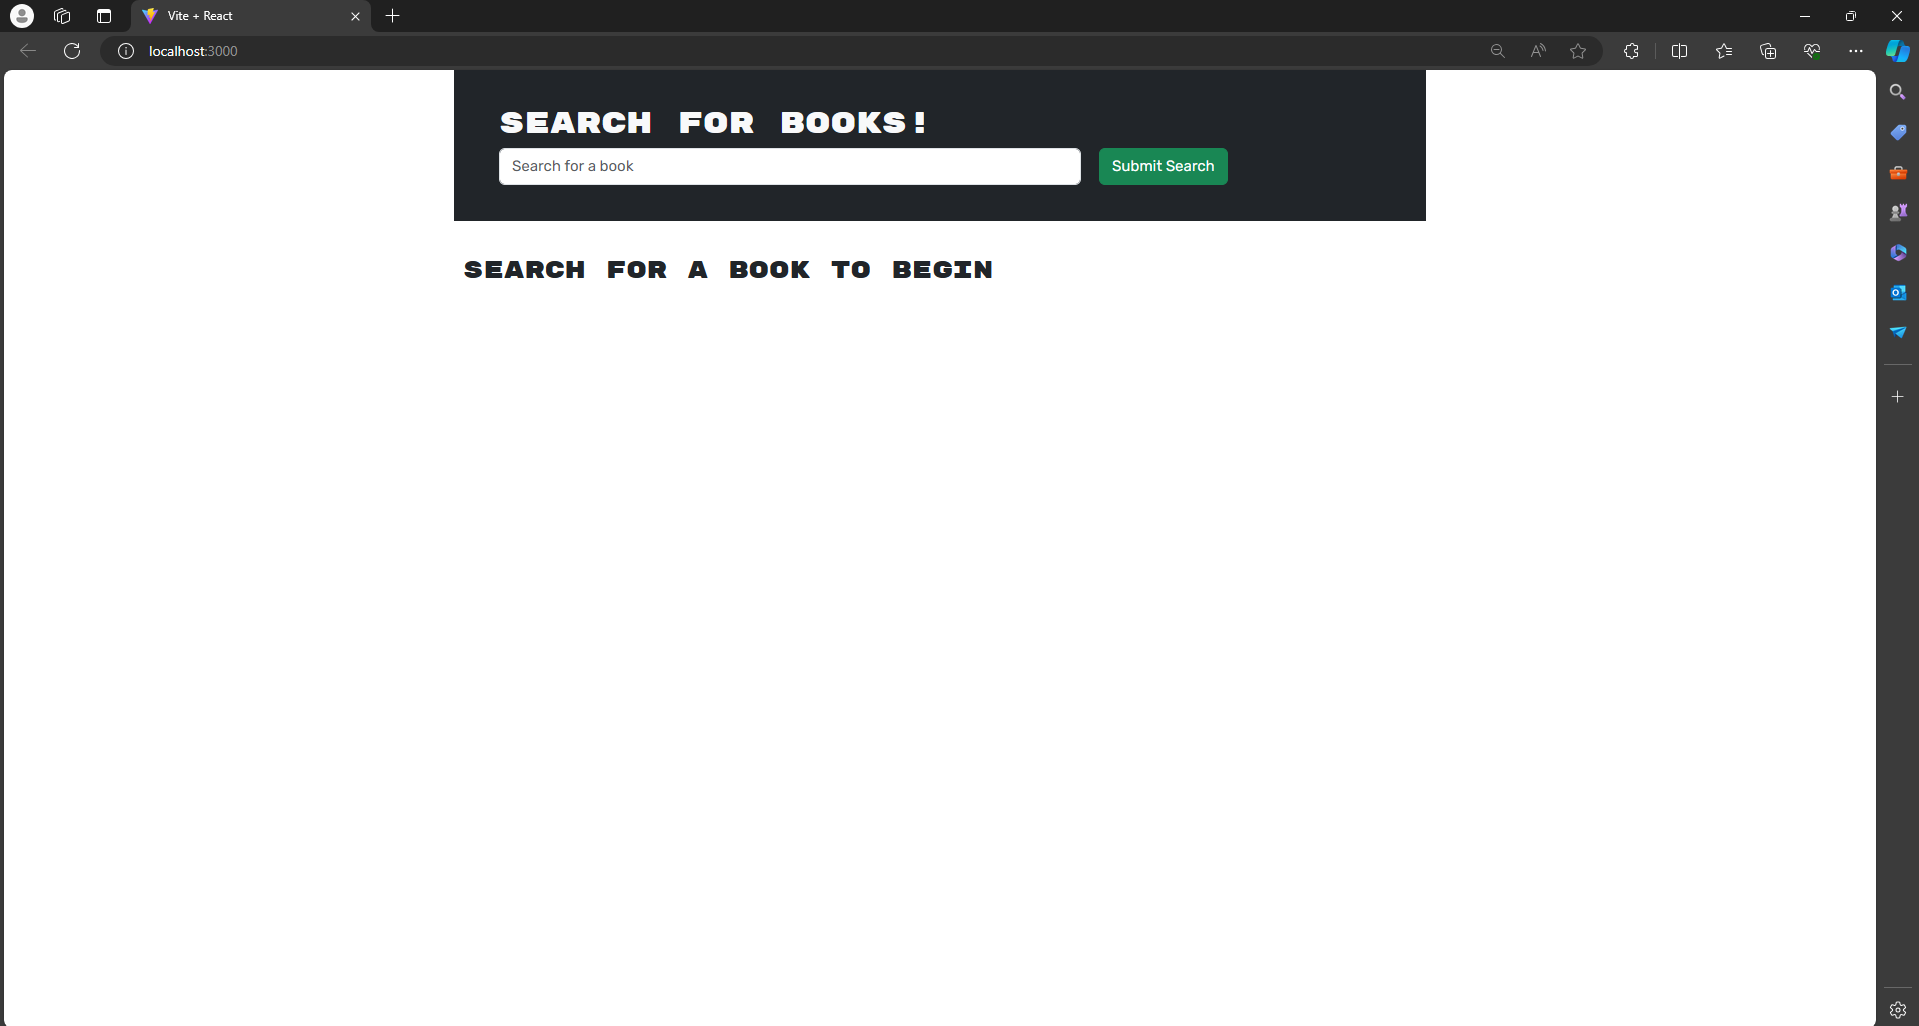 Vite + React
localhost:3000
SEARCH FOR BOOKS!
Search for a book
Submit Search
SEARCH FOR A BOOK TO BEGIN